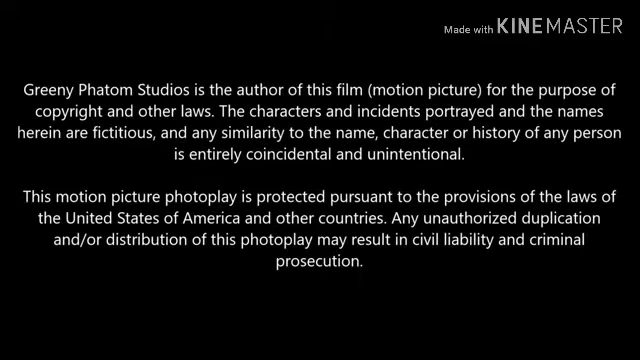 Made with KINEMASTER
Greeny Phatom Studios is the author of this film (motion picture) for the purpose of
copyright and other laws. The characters and incidents portrayed and the names
herein are fictitious, and any similarity to the name, character or history of any person
is entirely coincidental and unintentional.
This motion picture photoplay is protected pursuant to the provisions of the laws of
the United States of America and other countries. Any unauthorized duplication
and/or distribution of this photoplay may result in civil liability and criminal
prosecution.